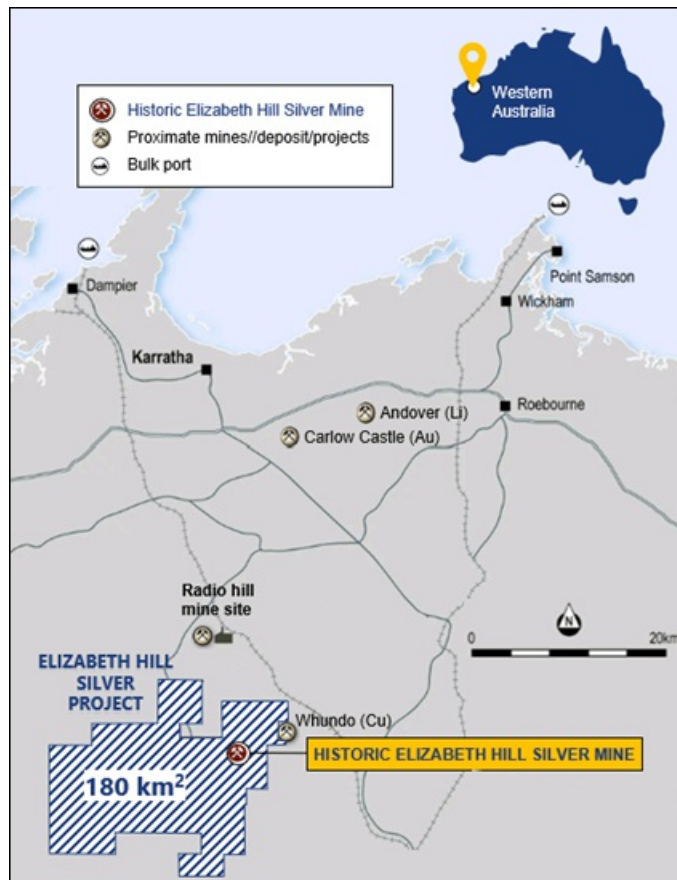 Western
Australia
Historic Elizabeth Hill Silver Mine
Proximate mines//deposit/projects
Bulk port
Point Samson
Dampier
Wickham
Karratha
Andover (Li)
Roebourne
Carlow Castle (Au)
Radio hill
mine site
N
0 20km
ELIZABETH HILL
SILVER
PROJECT
Whundo (Cu)
HISTORIC ELIZABETH HILL SILVER MINE
180 km²